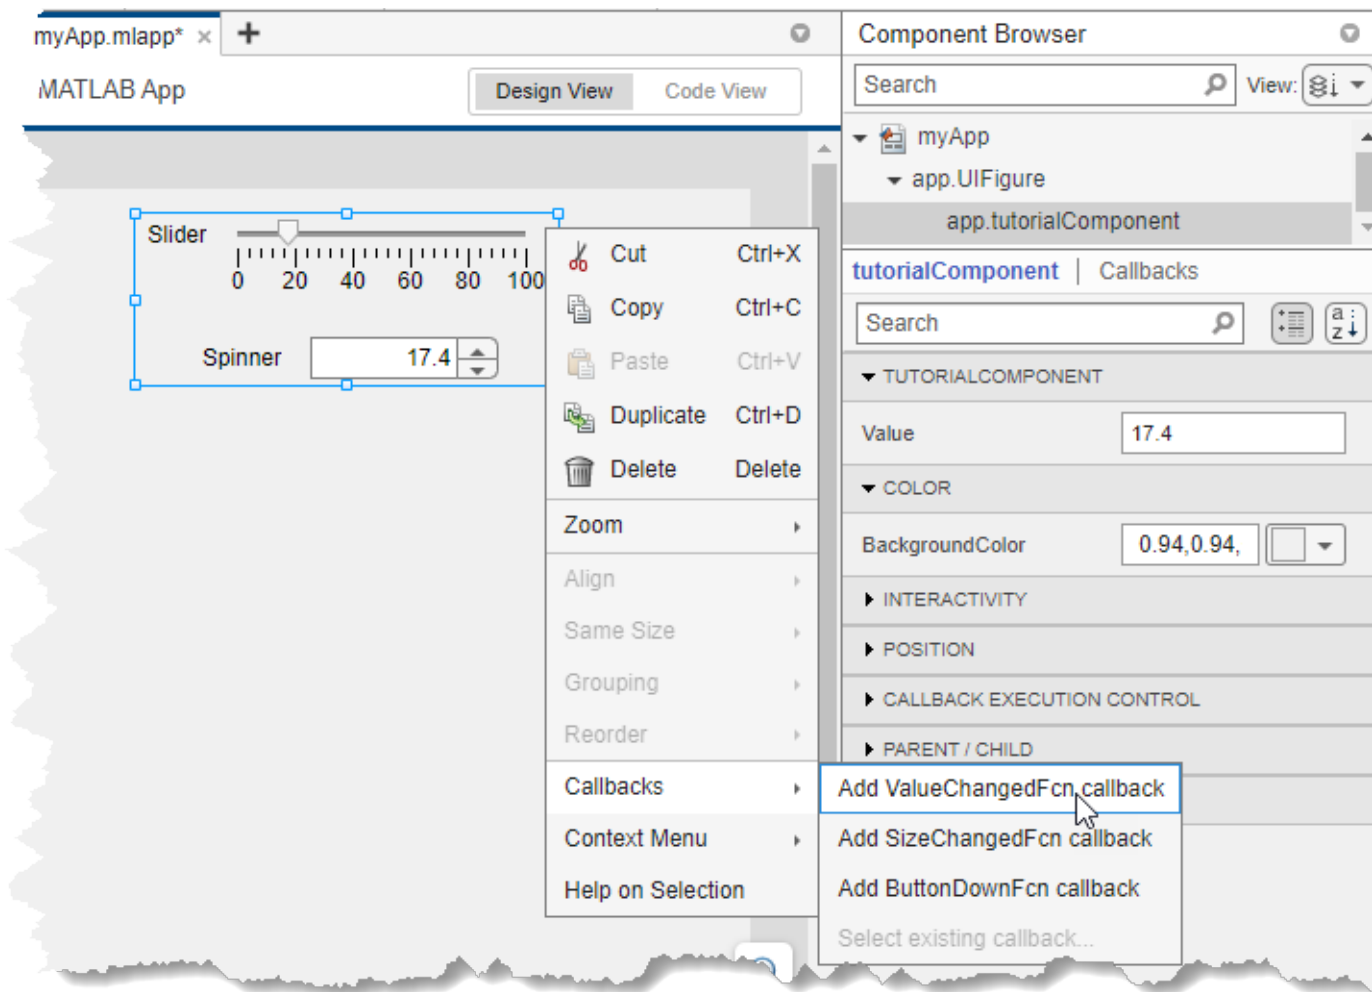 myApp.mlapp* × +
MATLAB App
Design View Code View
Slider
0 20 40 60 80 100
Spinner 17.4
Cut Ctrl+X
Copy Ctrl+C
Paste Ctrl+V
Duplicate Ctrl+D
Delete Delete
Zoom
Align
Same Size
Grouping
Reorder
Callbacks
Context Menu
Help on Selection
Add ValueChangedFcn callback
Add SizeChangedFcn callback
Add ButtonDownFcn callback
Select existing callback...
Component Browser
Search View:
myApp
app.UIFigure
app.tutorialComponent
tutorialComponent | Callbacks
Search
a
z
TUTORIALCOMPONENT
Value 17.4
COLOR
BackgroundColor 0.94,0.94,
INTERACTIVITY
POSITION
CALLBACK EXECUTION CONTROL
PARENT / CHILD